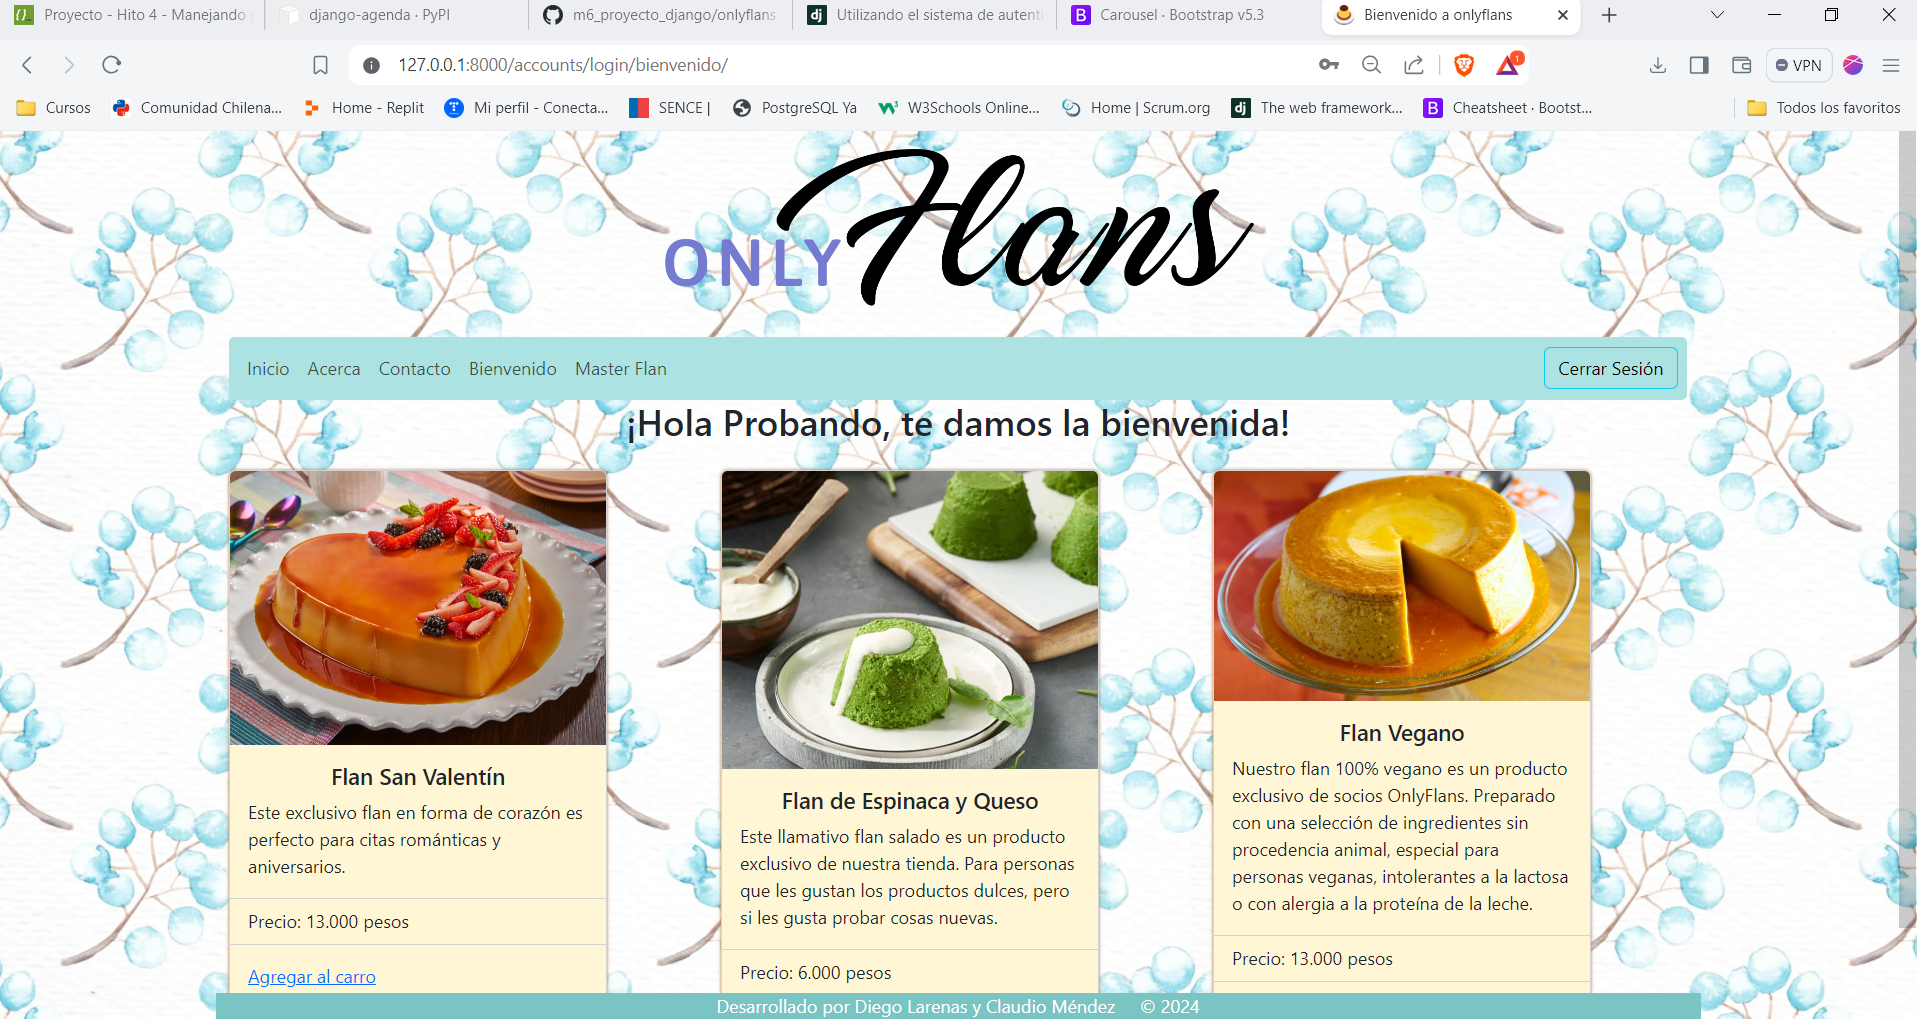 Proyecto - Hito 4 - Manejando
django-agenda · PyPI
m6_proyecto_django/onlyflans
Utilizando el sistema de autenti
Carousel · Bootstrap v5.3
Bienvenido a onlyflans
127.0.0.1:8000/accounts/login/bienvenido/
1
VPN
Cursos
Comunidad Chilena...
Home - Replit
Mi perfil - Conecta...
SENCE |
PostgreSQL Ya
W3Schools Online...
Home | Scrum.org
The web framework...
Cheatsheet · Bootst...
Todos los favoritos
ONLY Flans
Inicio Acerca Contacto Bienvenido Master Flan
Cerrar Sesión
¡Hola Probando, te damos la bienvenida!
Flan San Valentín
Este exclusivo flan en forma de corazón es
perfecto para citas románticas y
aniversarios.
Precio: 13.000 pesos
Agregar al carro
Flan de Espinaca y Queso
Este llamativo flan salado es un producto
exclusivo de nuestra tienda. Para personas
que les gustan los productos dulces, pero
si les gusta probar cosas nuevas.
Precio: 6.000 pesos
Flan Vegano
Nuestro flan 100% vegano es un producto
exclusivo de socios OnlyFlans. Preparado
con una selección de ingredientes sin
procedencia animal, especial para
personas veganas, intolerantes a la lactosa
o con alergia a la proteína de la leche.
Precio: 13.000 pesos
Desarrollado por Diego Larenas y Claudio Méndez © 2024